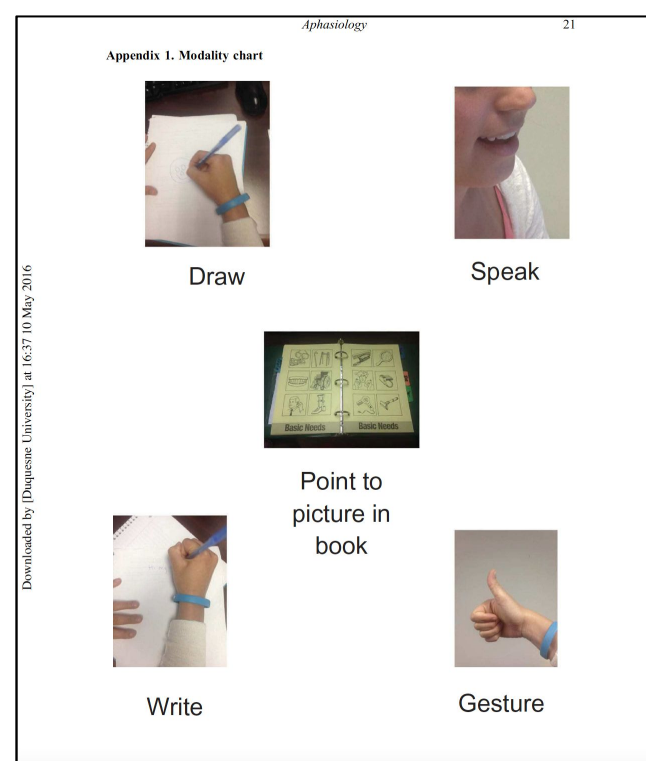 Aphasiology 21
Appendix 1. Modality chart
Draw
Speak
Basic Needs Basic Needs
Point to
picture in
book
Write
Gesture
Downloaded by [Duquesne University] at 16:37 10 May 2016